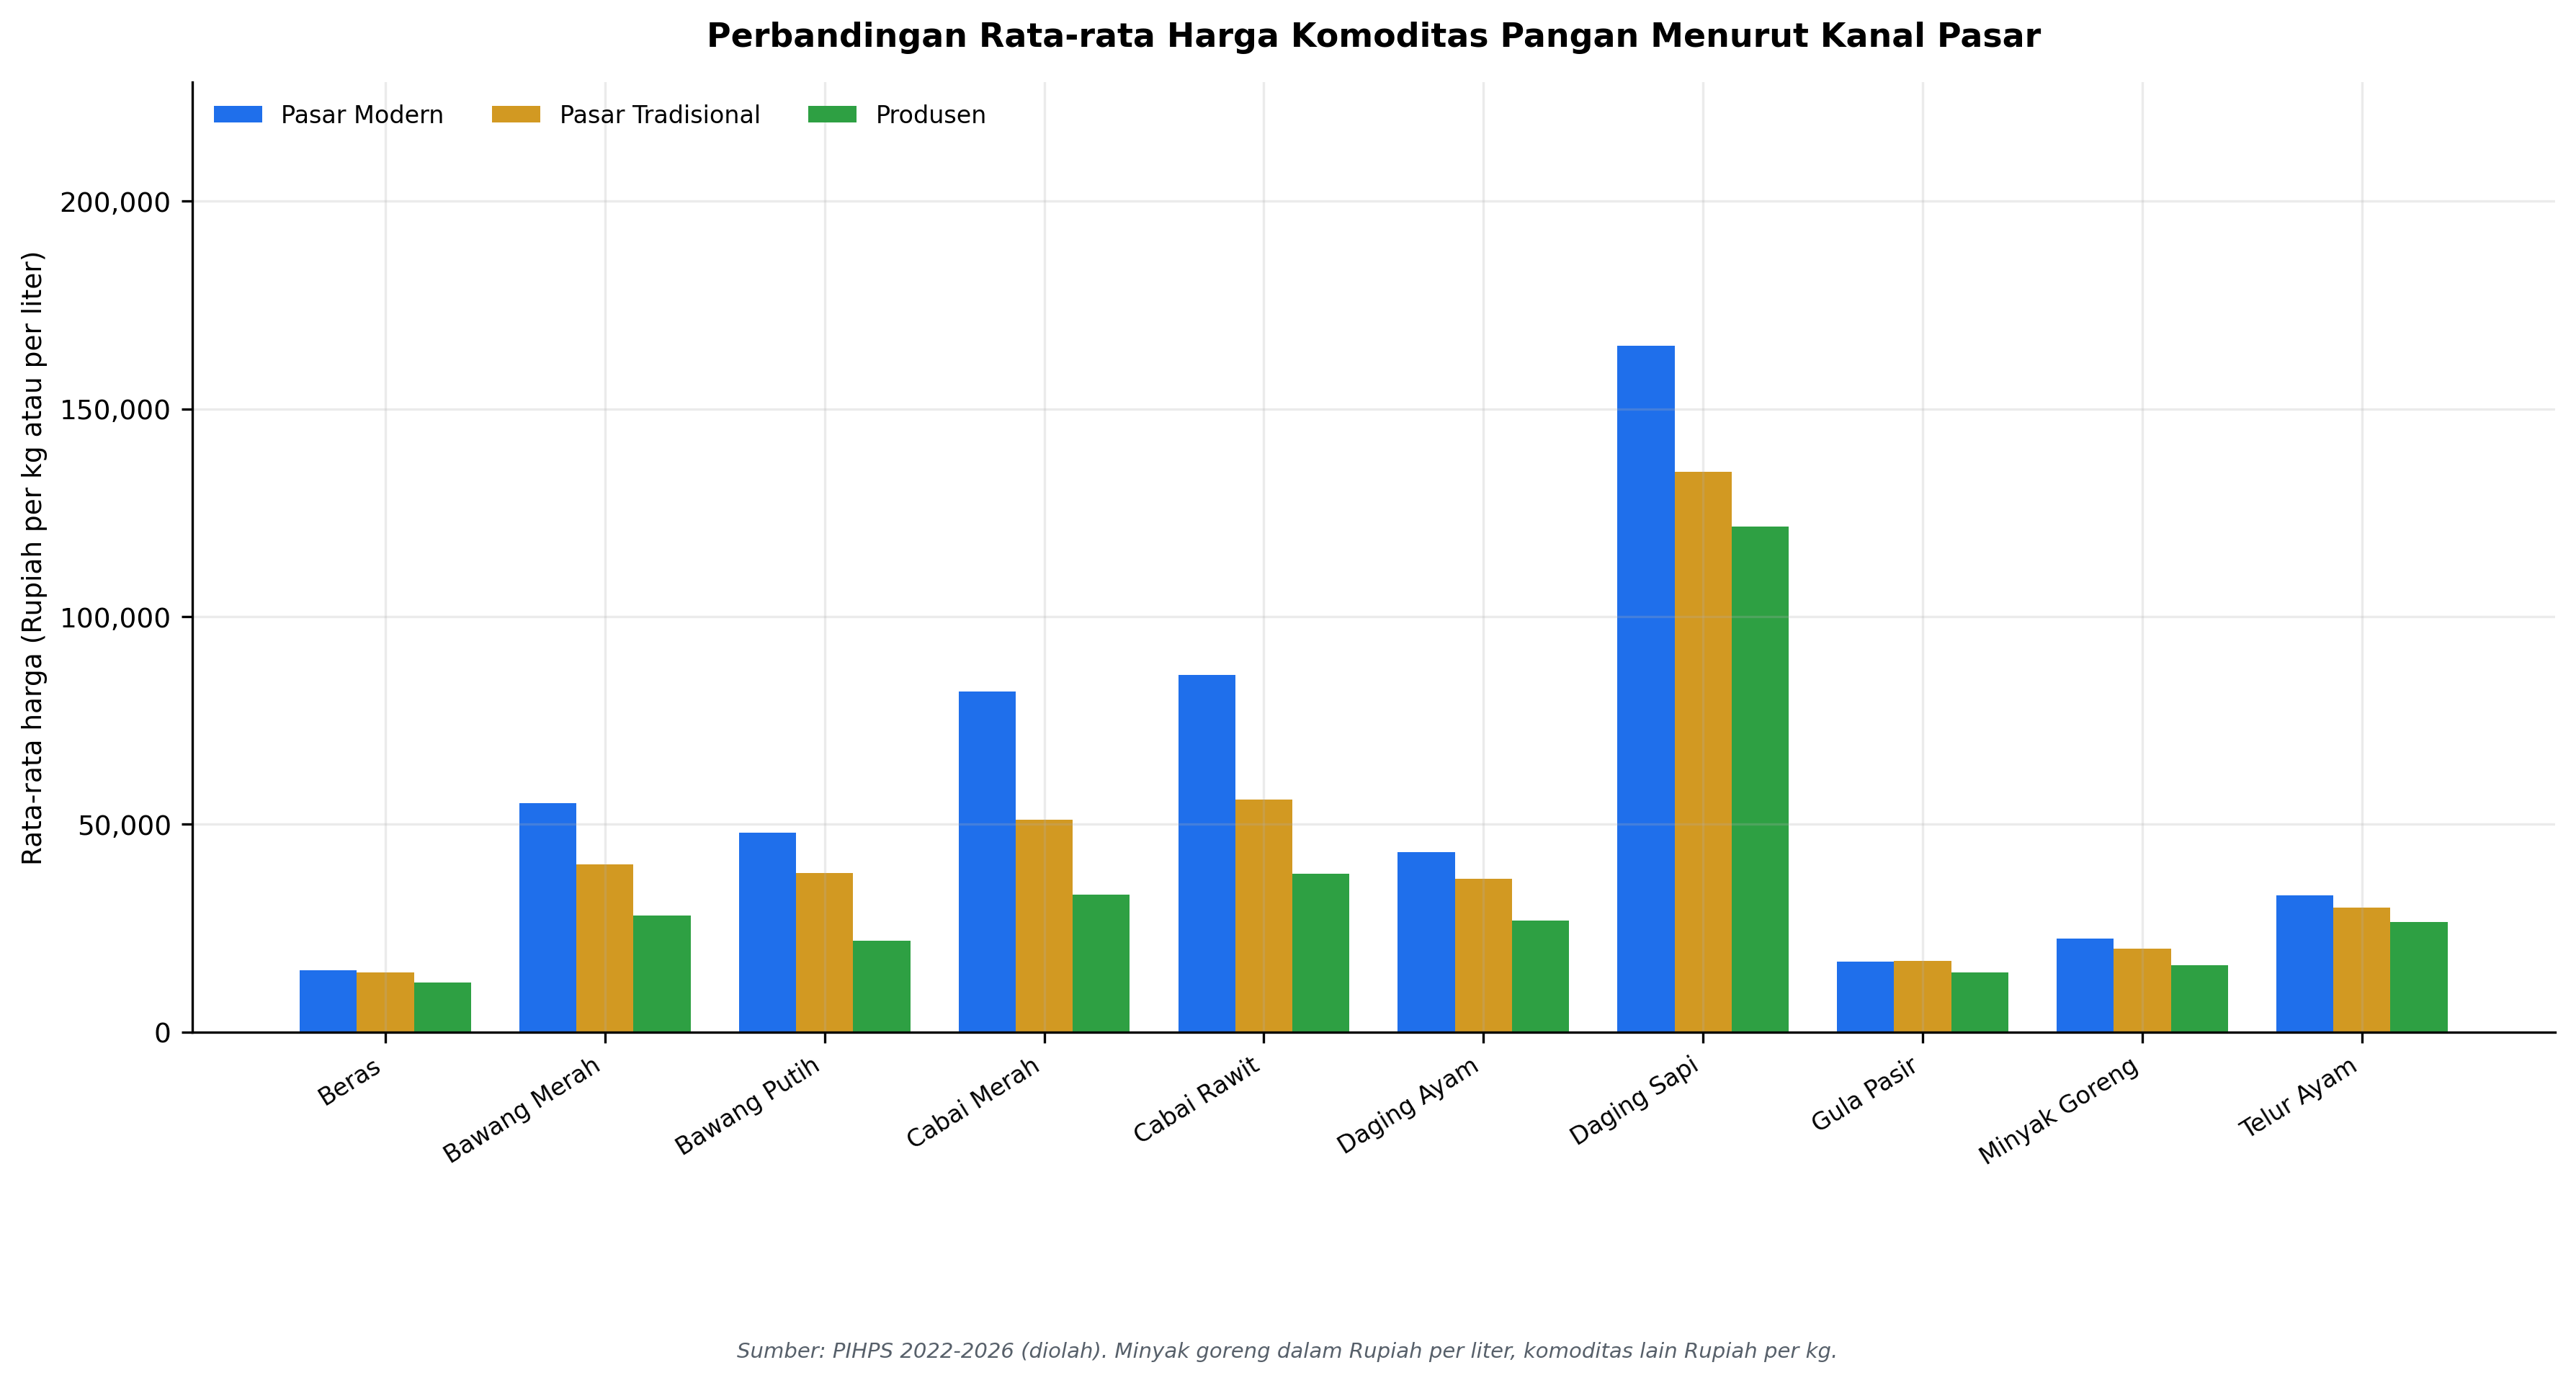 Perbandingan Rata-rata Harga Komoditas Pangan Menurut Kanal Pasar
Pasar Modern
Pasar Tradisional
Produsen
Rata-rata harga (Rupiah per kg atau per liter)
200,000
150,000
100,000
50,000
0
Beras
Bawang Merah
Bawang Putih
Cabai Merah
Cabai Rawit
Daging Ayam
Daging Sapi
Gula Pasir
Minyak Goreng
Telur Ayam
Sumber: PIHPS 2022-2026 (diolah). Minyak goreng dalam Rupiah per liter, komoditas lain Rupiah per kg.